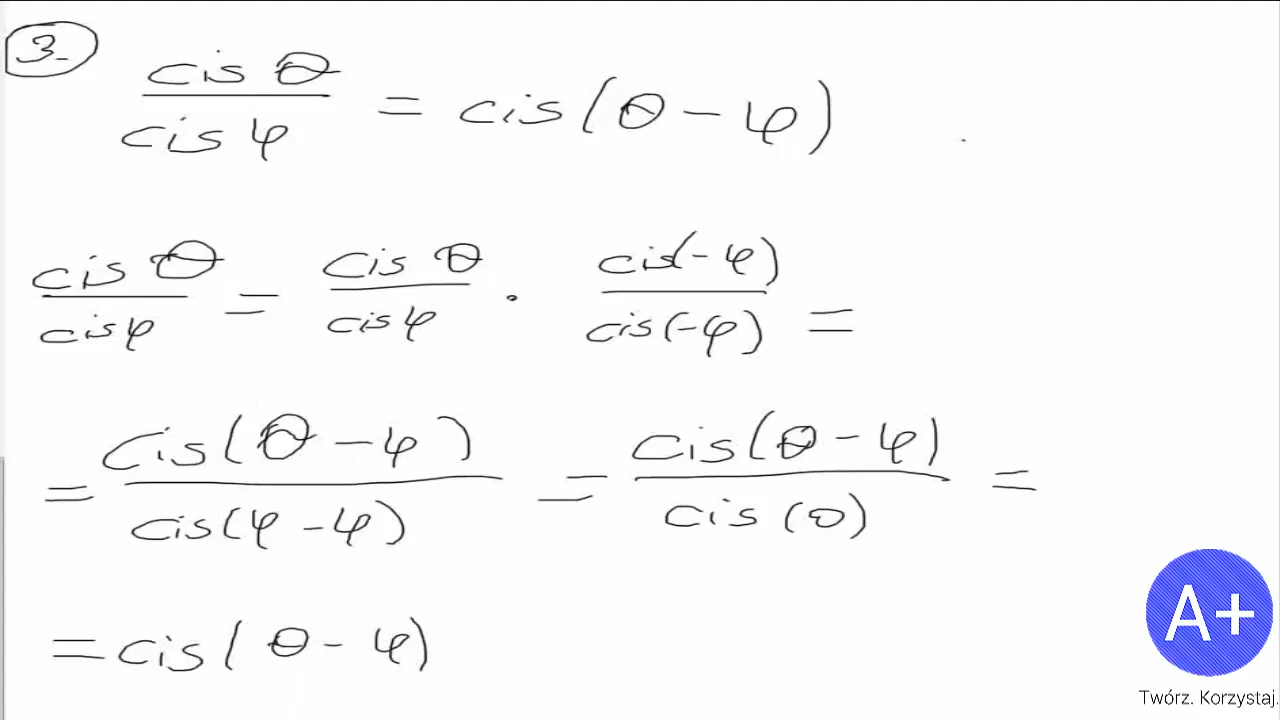 3.
cis θ / cis φ = cis(θ - φ)
cis θ / cis φ = cis θ / cis φ · cis(-φ) / cis(-φ) =
= cis(θ - φ) / cis(φ - φ) = cis(θ - φ) / cis(0) =
= cis(θ - φ)
A+
Twórz. Korzystaj.